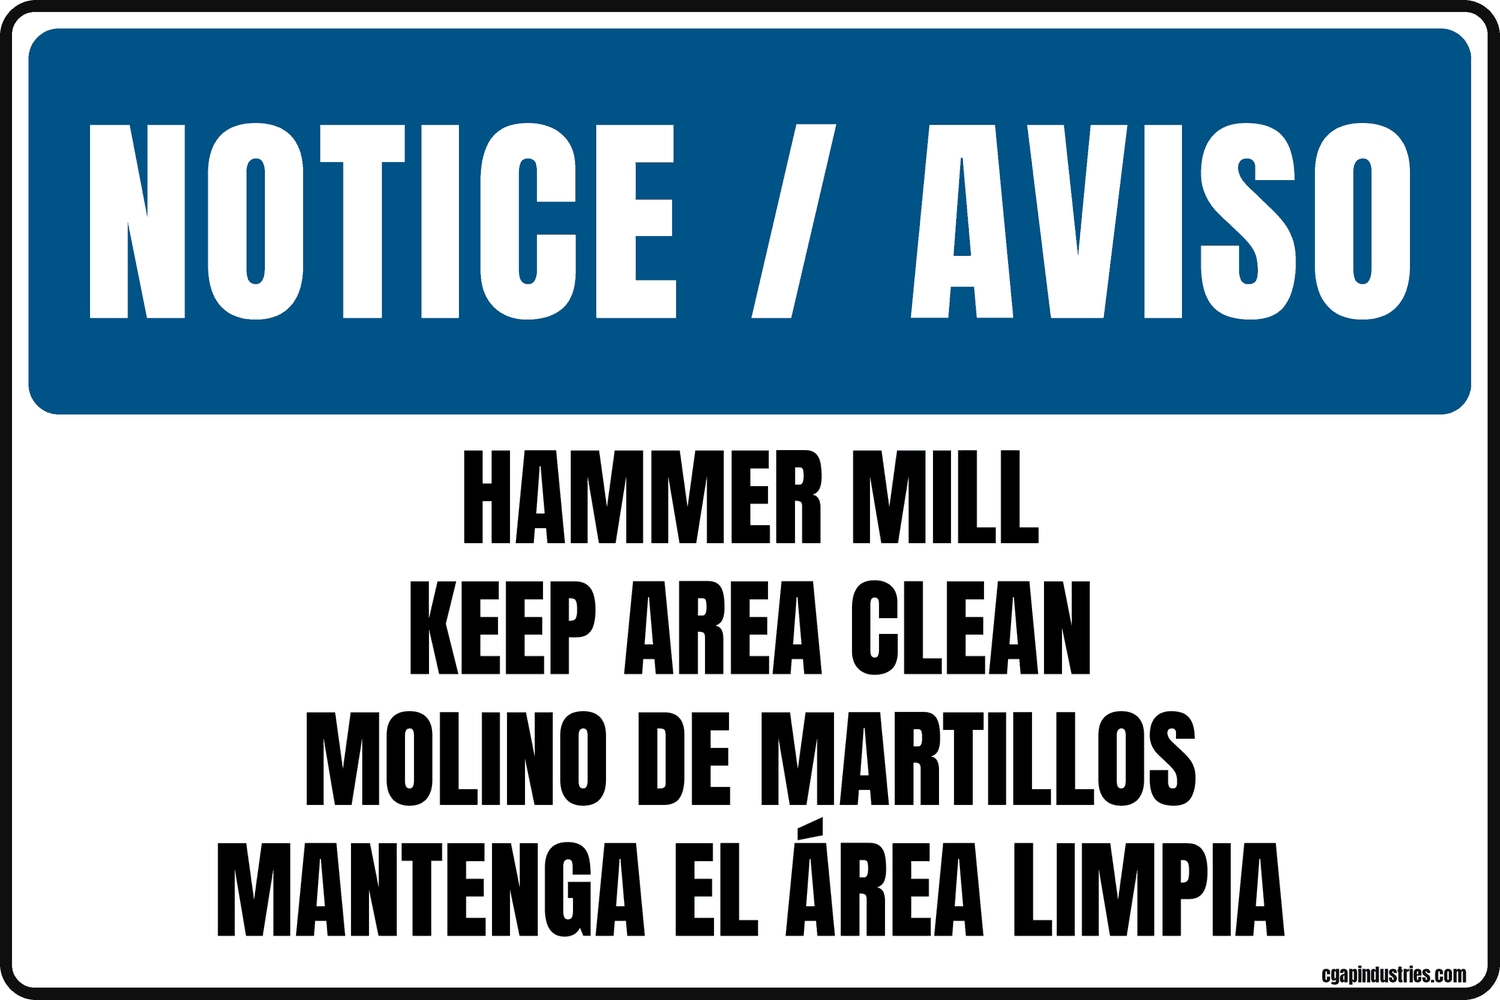 NOTICE / AVISO
HAMMER MILL
KEEP AREA CLEAN
MOLINO DE MARTILLOS
MANTENGA EL ÁREA LIMPIA
cgapindustries.com